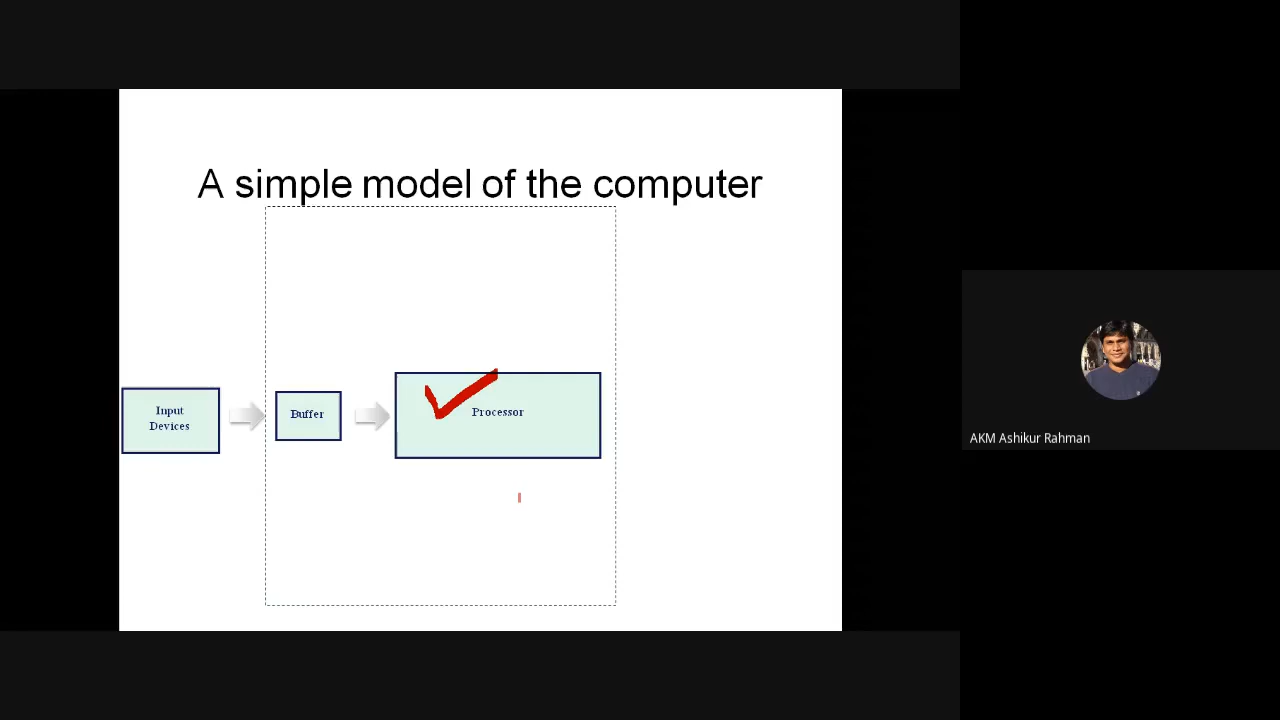 A simple model of the computer
Input
Devices
Buffer
Processor
AKM Ashikur Rahman